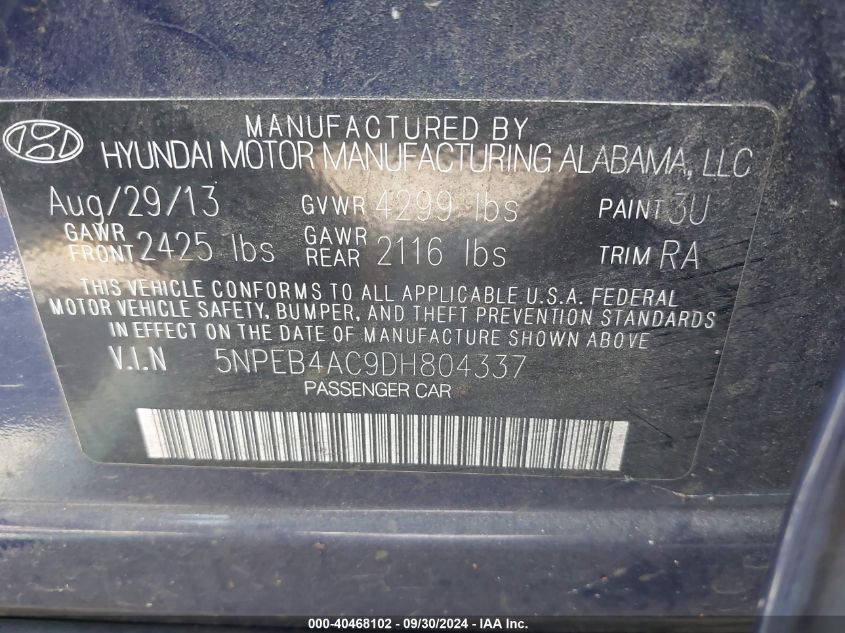 MANUFACTURED BY
HYUNDAI MOTOR MANUFACTURING ALABAMA, LLC
Aug/29/13 GVWR 4299 lbs PAINT 3U
GAWR FRONT 2425 lbs GAWR REAR 2116 lbs TRIM RA
THIS VEHICLE CONFORMS TO ALL APPLICABLE U.S.A. FEDERAL
MOTOR VEHICLE SAFETY, BUMPER, AND THEFT PREVENTION STANDARDS
IN EFFECT ON THE DATE OF MANUFACTURE SHOWN ABOVE
V.I.N 5NPEB4AC9DH804337
PASSENGER CAR
000-40468102 - 09/30/2024 - IAA Inc.